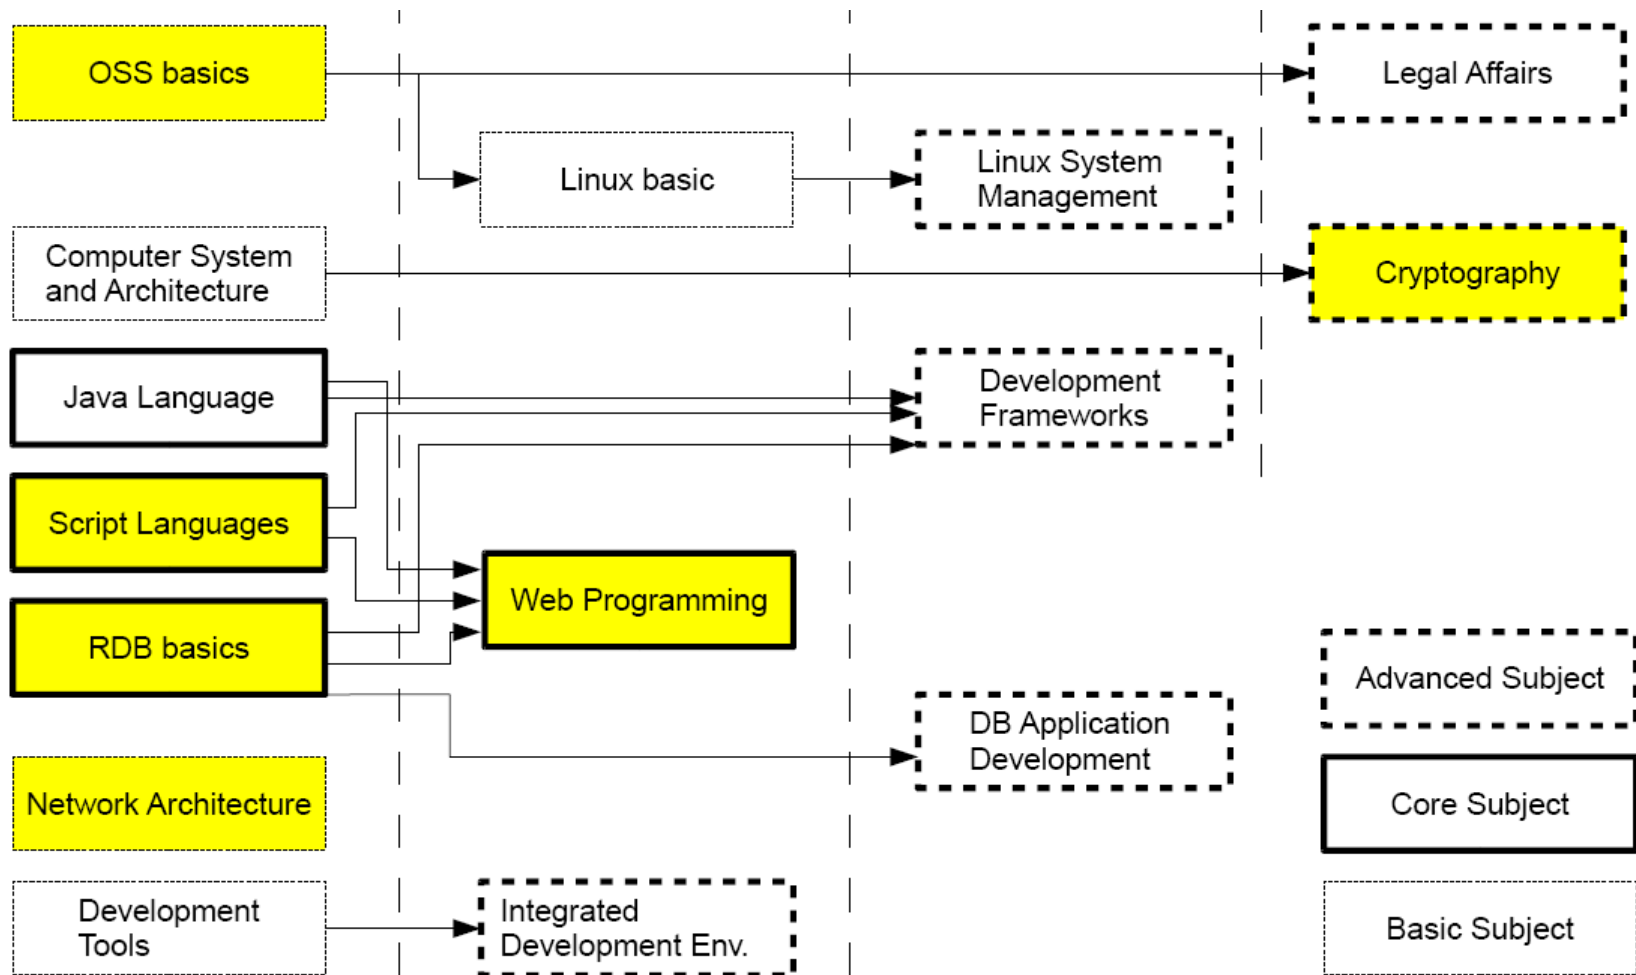 OSS basics
Legal Affairs
Linux basic
Linux System
Management
Computer System
and Architecture
Cryptography
Java Language
Development
Frameworks
Script Languages
Web Programming
RDB basics
Advanced Subject
DB Application
Development
Network Architecture
Core Subject
Development
Tools
Integrated
Development Env.
Basic Subject